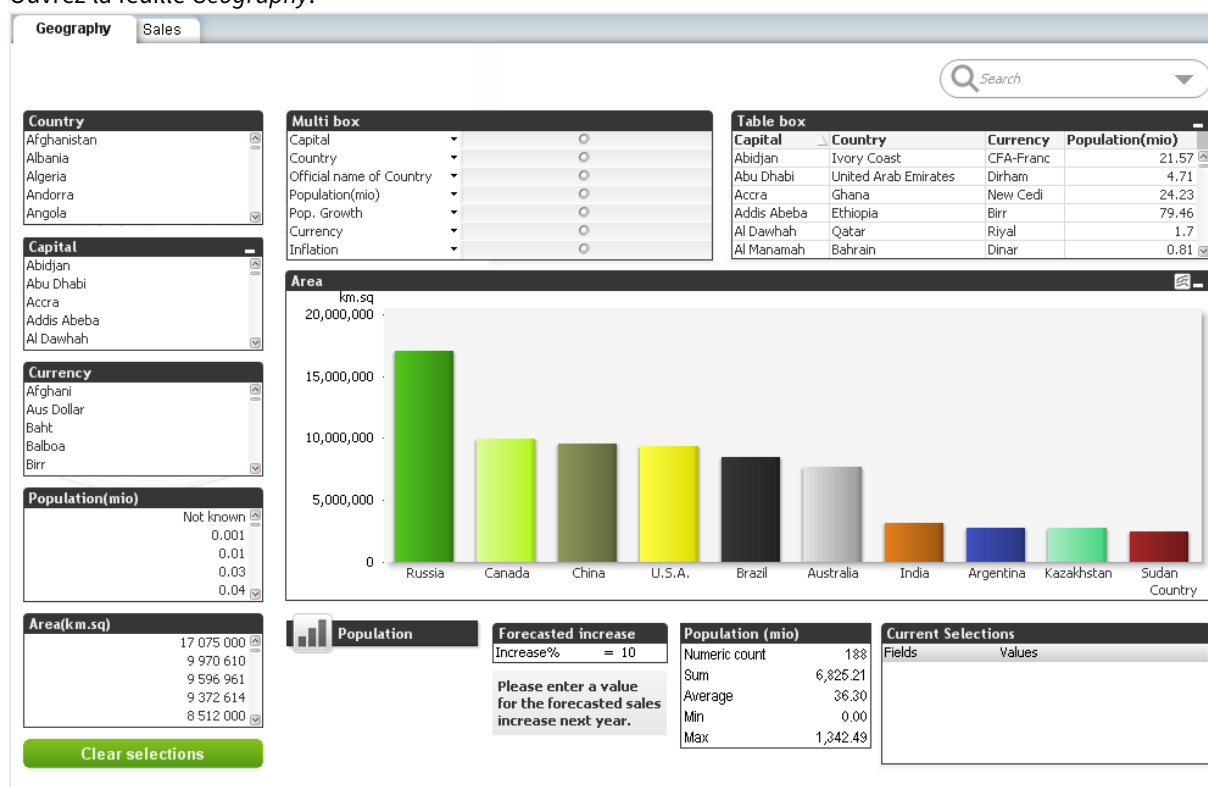 Ouvrez la feuille Geography.
Geography Sales
Search
Country
Afghanistan
Albania
Algeria
Andorra
Angola
Capital
Abidjan
Abu Dhabi
Accra
Addis Abeba
Al Dawhah
Currency
Afghani
Aus Dollar
Baht
Balboa
Birr
Population(mio)
Not known
0.001
0.01
0.03
0.04
Area(km.sq)
17 075 000
9 970 610
9 596 961
9 372 614
8 512 000
Clear selections
Multi box
Capital
Country
Official name of Country
Population(mio)
Pop. Growth
Currency
Inflation
Table box
Capital Country Currency Population(mio)
Abidjan Ivory Coast CFA-Franc 21.57
Abu Dhabi United Arab Emirates Dirham 4.71
Accra Ghana New Cedi 24.23
Addis Abeba Ethiopia Birr 79.46
Al Dawhah Qatar Riyal 1.7
Al Manamah Bahrain Dinar 0.81
Area
km.sq
20,000,000
15,000,000
10,000,000
5,000,000
0
Russia Canada China U.S.A. Brazil Australia India Argentina Kazakhstan Sudan
Country
Population
Forecasted increase
Increase% = 10
Please enter a value
for the forecasted sales
increase next year.
Population (mio)
Numeric count 188
Sum 6,825.21
Average 36.30
Min 0.00
Max 1,342.49
Current Selections
Fields Values